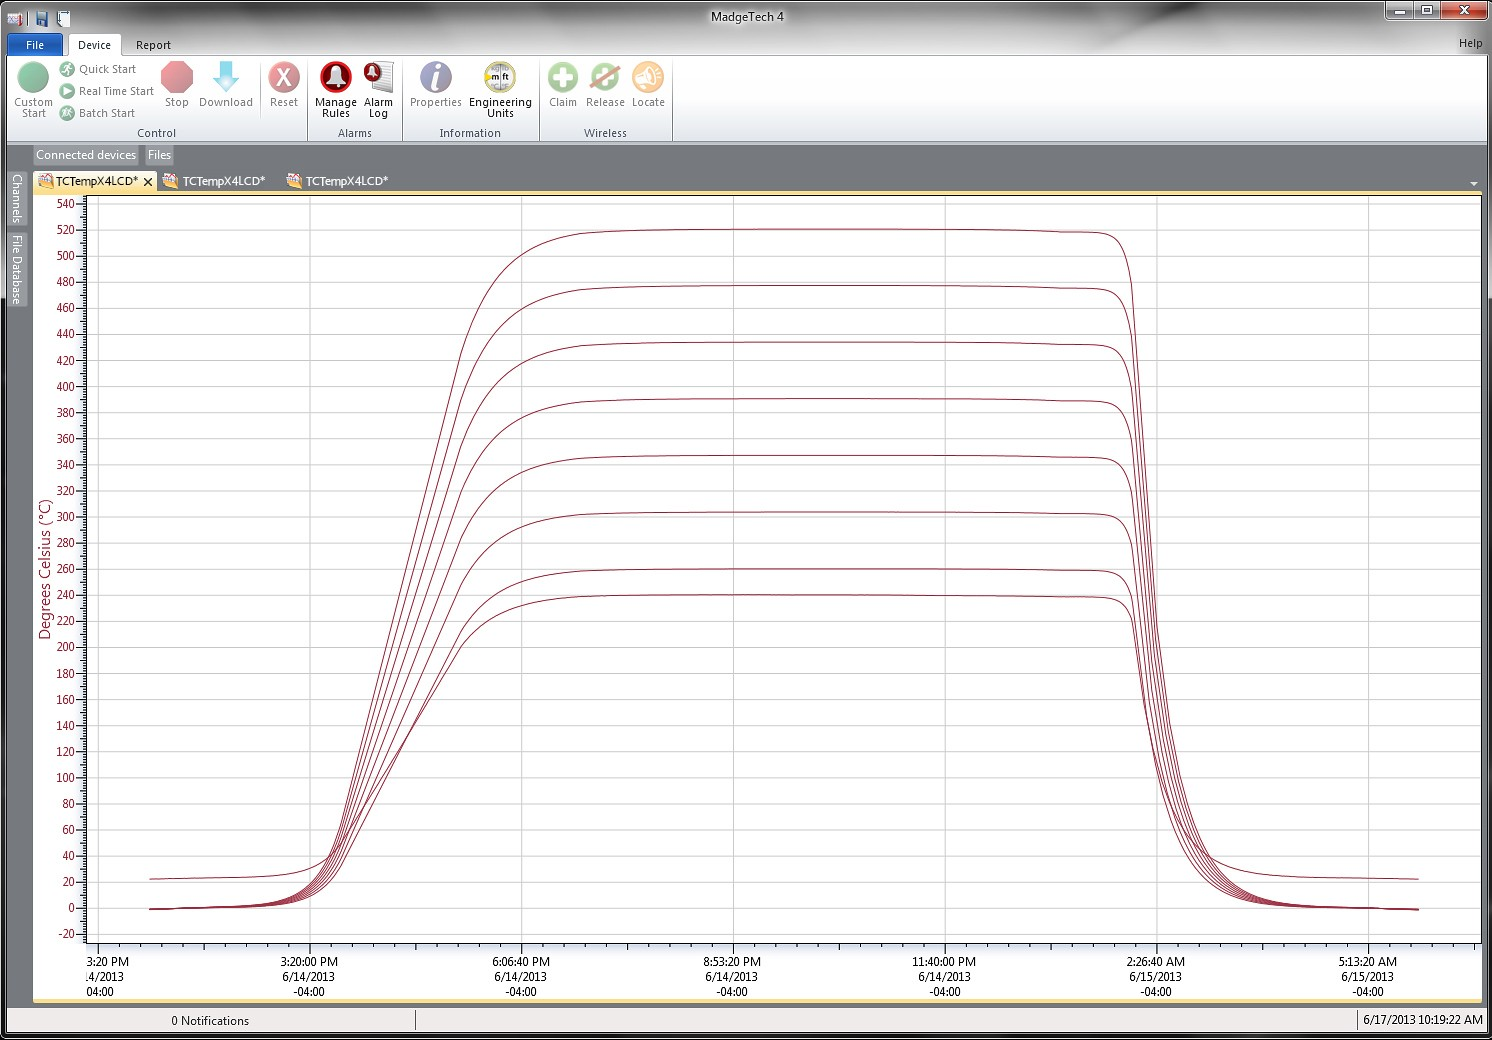 MadgeTech 4
File Device Report Help
Custom Start
Quick Start
Real Time Start
Batch Start
Stop
Download
Reset
Control
Manage Rules
Alarm Log
Alarms
Properties
Engineering Units
Information
Claim
Release
Locate
Wireless
Connected devices Files
TCTempX4LCD* TCTempX4LCD* TCTempX4LCD*
Channels
File Database
Degrees Celsius (°C)
540
520
500
480
460
440
420
400
380
360
340
320
300
280
260
240
220
200
180
160
140
120
100
80
60
40
20
0
-20
3:20 PM 3:20:00 PM 6:06:40 PM 8:53:20 PM 11:40:00 PM 2:26:40 AM 5:13:20 AM
4/2013 6/14/2013 6/14/2013 6/14/2013 6/14/2013 6/15/2013 6/15/2013
04:00 -04:00 -04:00 -04:00 -04:00 -04:00 -04:00
0 Notifications 6/17/2013 10:19:22 AM